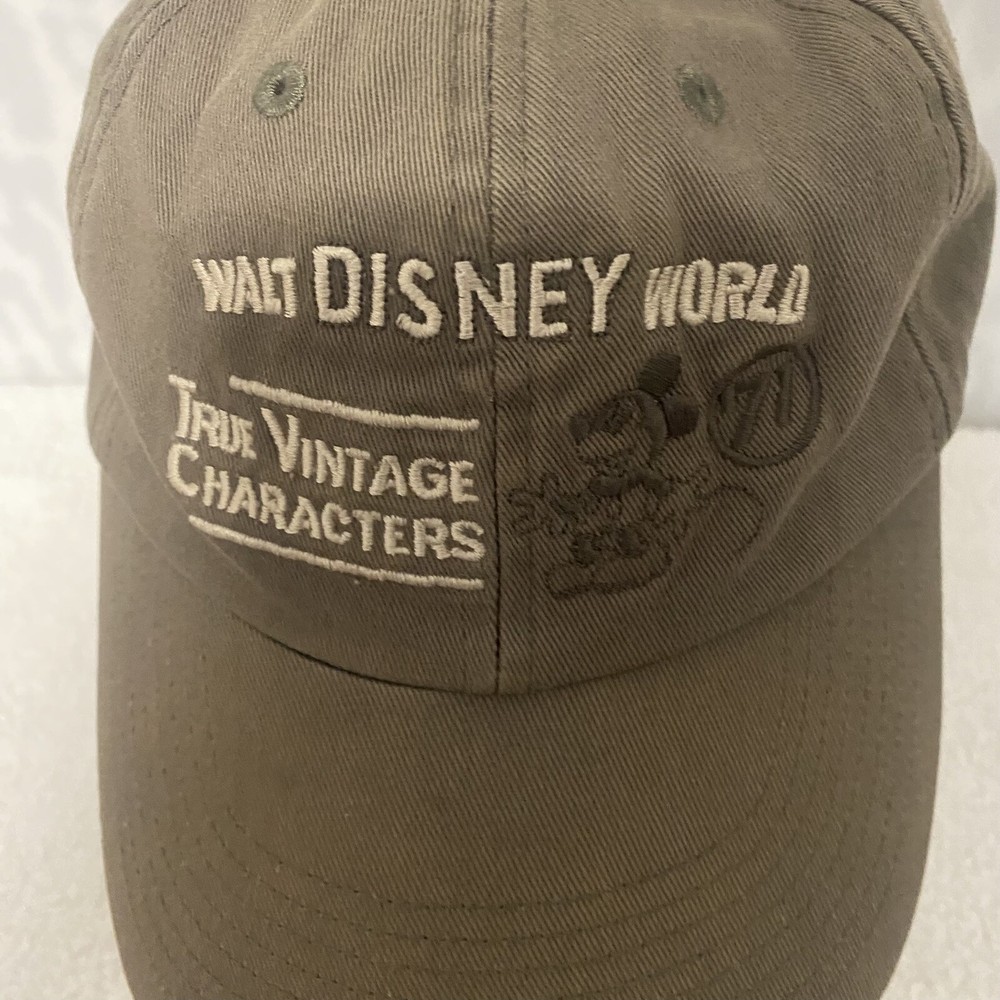 WALT DISNEY WORLD
TRUE VINTAGE
CHARACTERS
71